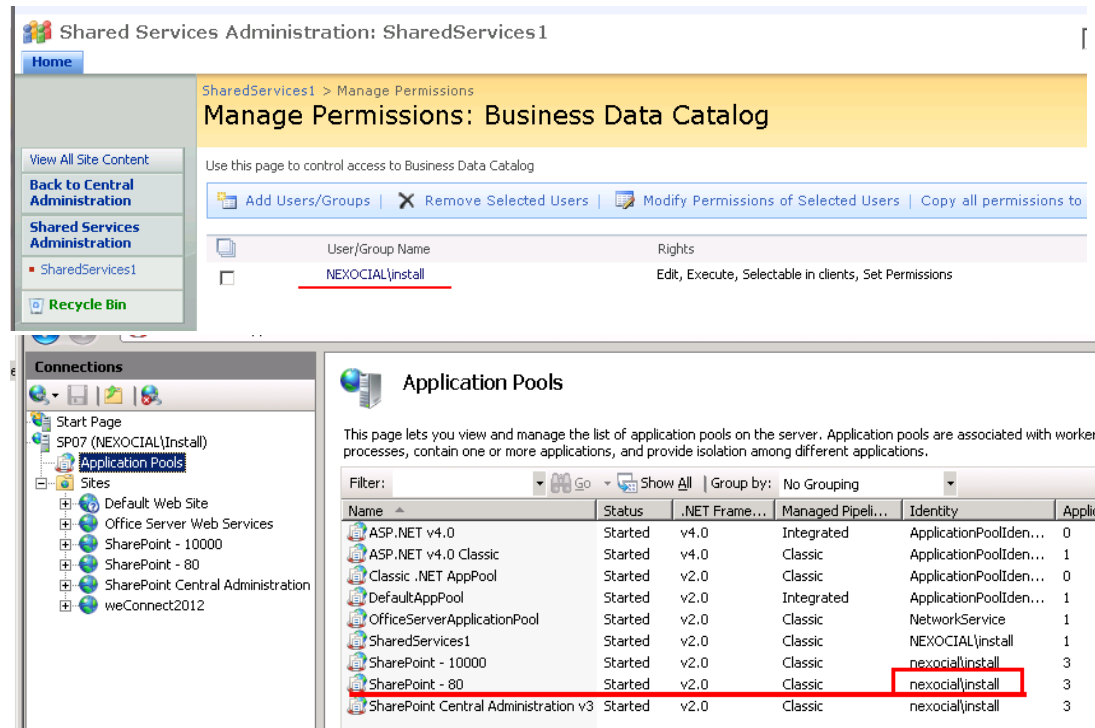 Shared Services Administration: SharedServices1
Home
SharedServices1 > Manage Permissions
Manage Permissions: Business Data Catalog
View All Site Content
Back to Central
Administration
Shared Services
Administration
SharedServices1
Recycle Bin
Use this page to control access to Business Data Catalog
Add Users/Groups | Remove Selected Users | Modify Permissions of Selected Users | Copy all permissions to
User/Group Name Rights
NEXOCIAL\install Edit, Execute, Selectable in clients, Set Permissions
Connections
Start Page
SP07 (NEXOCIAL\Install)
Application Pools
Sites
Default Web Site
Office Server Web Services
SharePoint - 10000
SharePoint - 80
SharePoint Central Administration
weConnect2012
Application Pools
This page lets you view and manage the list of application pools on the server. Application pools are associated with worker
processes, contain one or more applications, and provide isolation among different applications.
Filter: Go Show All | Group by: No Grouping
Name Status .NET Frame... Managed Pipeli... Identity Applic
ASP.NET v4.0 Started v4.0 Integrated ApplicationPoolIden... 0
ASP.NET v4.0 Classic Started v4.0 Classic ApplicationPoolIden... 1
Classic .NET AppPool Started v2.0 Classic ApplicationPoolIden... 0
DefaultAppPool Started v2.0 Integrated ApplicationPoolIden... 1
OfficeServerApplicationPool Started v2.0 Classic NetworkService 1
SharedServices1 Started v2.0 Classic NEXOCIAL\install 1
SharePoint - 10000 Started v2.0 Classic nexocial\install 3
SharePoint - 80 Started v2.0 Classic nexocial\install 3
SharePoint Central Administration v3 Started v2.0 Classic nexocial\install 3